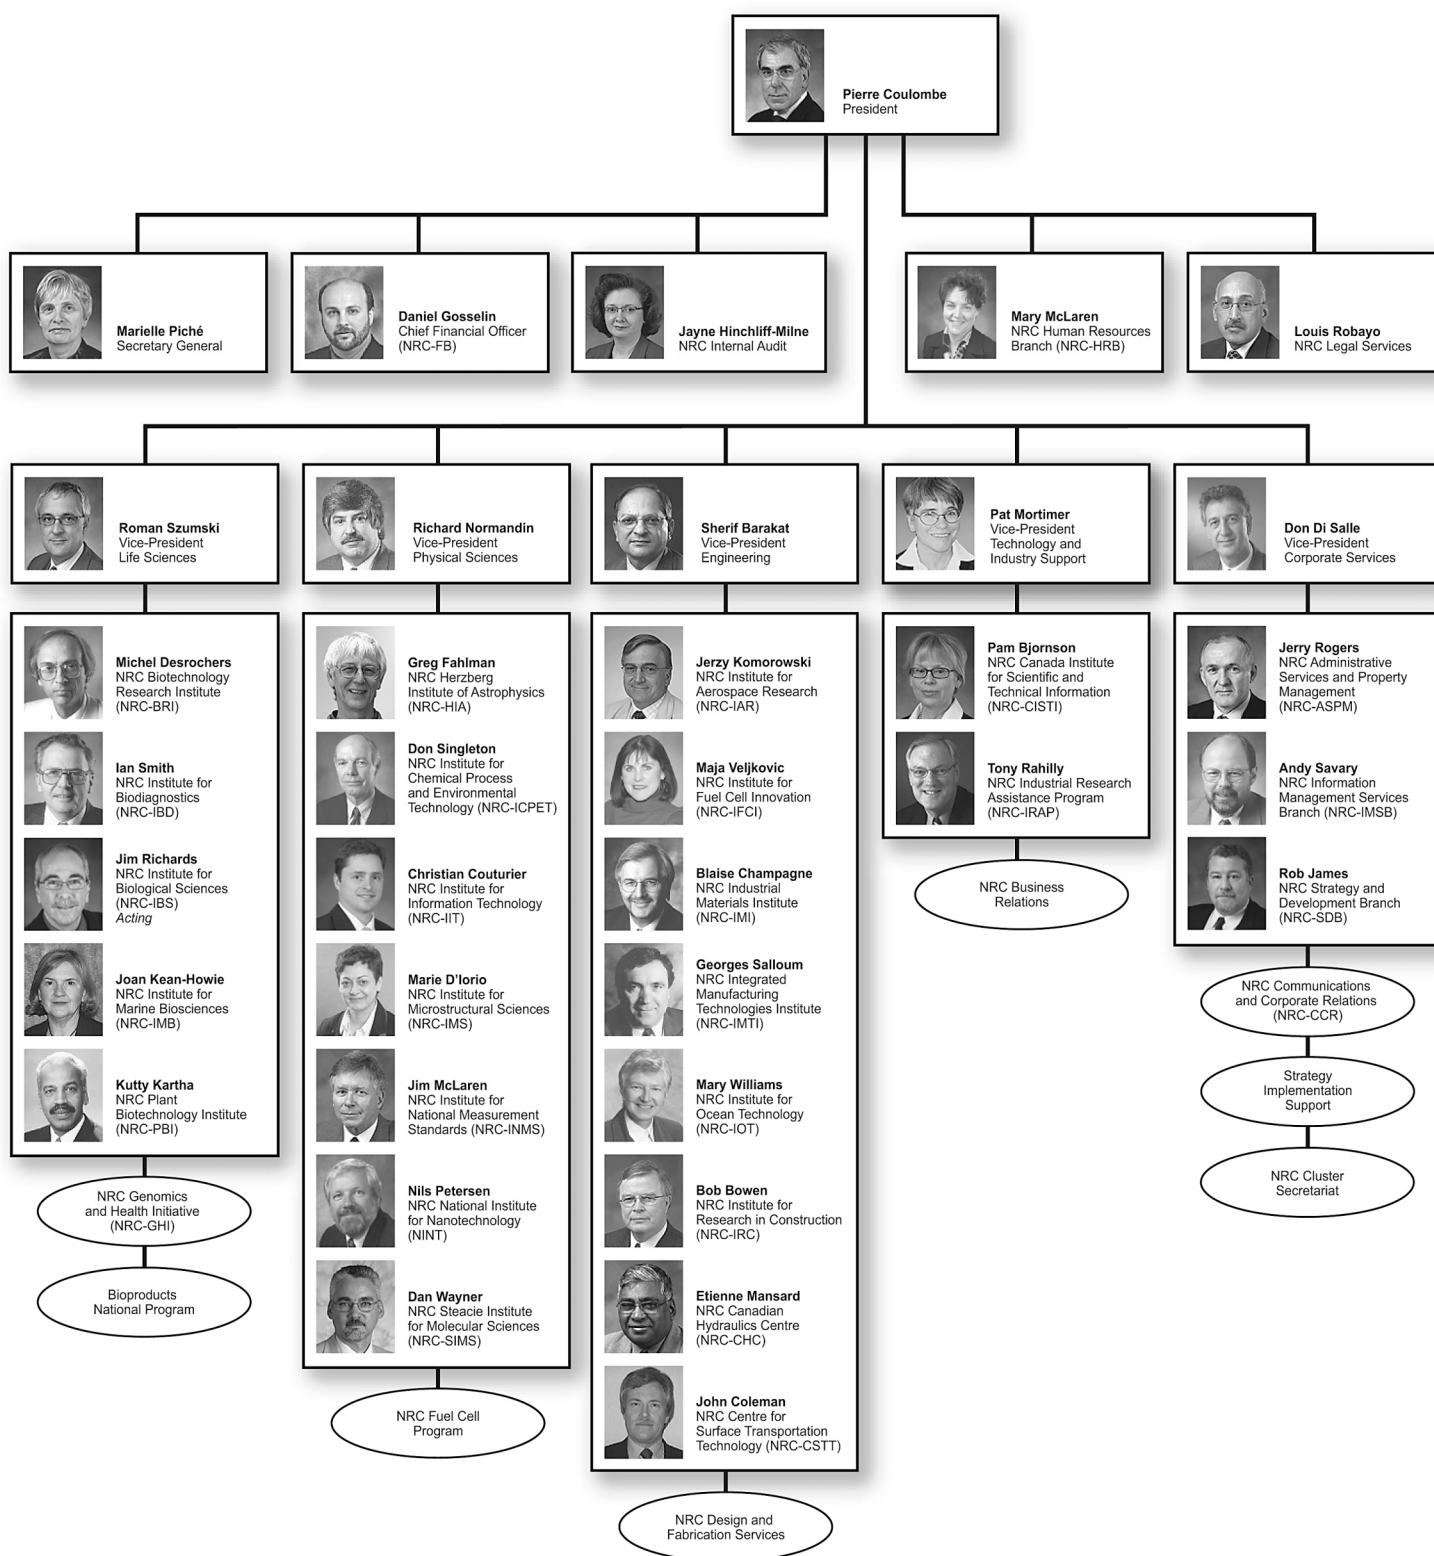 Pierre Coulombe
President
Marielle Piché
Secretary General
Daniel Gosselin
Chief Financial Officer
(NRC-FB)
Jayne Hinchliff-Milne
NRC Internal Audit
Mary McLaren
NRC Human Resources
Branch (NRC-HRB)
Louis Robayo
NRC Legal Services
Roman Szumski
Vice-President
Life Sciences
Richard Normandin
Vice-President
Physical Sciences
Sherif Barakat
Vice-President
Engineering
Pat Mortimer
Vice-President
Technology and
Industry Support
Don Di Salle
Vice-President
Corporate Services
Michel Desrochers
NRC Biotechnology
Research Institute
(NRC-BRI)
Ian Smith
NRC Institute for
Biodiagnostics
(NRC-IBD)
Jim Richards
NRC Institute for
Biological Sciences
(NRC-IBS)
Acting
Joan Kean-Howie
NRC Institute for
Marine Biosciences
(NRC-IMB)
Kutty Kartha
NRC Plant
Biotechnology Institute
(NRC-PBI)
NRC Genomics
and Health Initiative
(NRC-GHI)
Bioproducts
National Program
Greg Fahlman
NRC Herzberg
Institute of Astrophysics
(NRC-HIA)
Don Singleton
NRC Institute for
Chemical Process
and Environmental
Technology (NRC-ICPET)
Christian Couturier
NRC Institute for
Information Technology
(NRC-IIT)
Marie D'Iorio
NRC Institute for
Microstructural Sciences
(NRC-IMS)
Jim McLaren
NRC Institute for
National Measurement
Standards (NRC-INMS)
Nils Petersen
NRC National Institute
for Nanotechnology
(NINT)
Dan Wayner
NRC Steacie Institute
for Molecular Sciences
(NRC-SIMS)
NRC Fuel Cell
Program
Jerzy Komorowski
NRC Institute for
Aerospace Research
(NRC-IAR)
Maja Veljkovic
NRC Institute for
Fuel Cell Innovation
(NRC-IFCI)
Blaise Champagne
NRC Industrial
Materials Institute
(NRC-IMI)
Georges Salloum
NRC Integrated
Manufacturing
Technologies Institute
(NRC-IMTI)
Mary Williams
NRC Institute for
Ocean Technology
(NRC-IOT)
Bob Bowen
NRC Institute for
Research in Construction
(NRC-IRC)
Etienne Mansard
NRC Canadian
Hydraulics Centre
(NRC-CHC)
John Coleman
NRC Centre for
Surface Transportation
Technology (NRC-CSTT)
NRC Design and
Fabrication Services
Pam Bjornson
NRC Canada Institute
for Scientific and
Technical Information
(NRC-CISTI)
Tony Rahilly
NRC Industrial Research
Assistance Program
(NRC-IRAP)
NRC Business
Relations
Jerry Rogers
NRC Administrative
Services and Property
Management
(NRC-ASPM)
Andy Savary
NRC Information
Management Services
Branch (NRC-IMSB)
Rob James
NRC Strategy and
Development Branch
(NRC-SDB)
NRC Communications
and Corporate Relations
(NRC-CCR)
Strategy
Implementation
Support
NRC Cluster
Secretariat